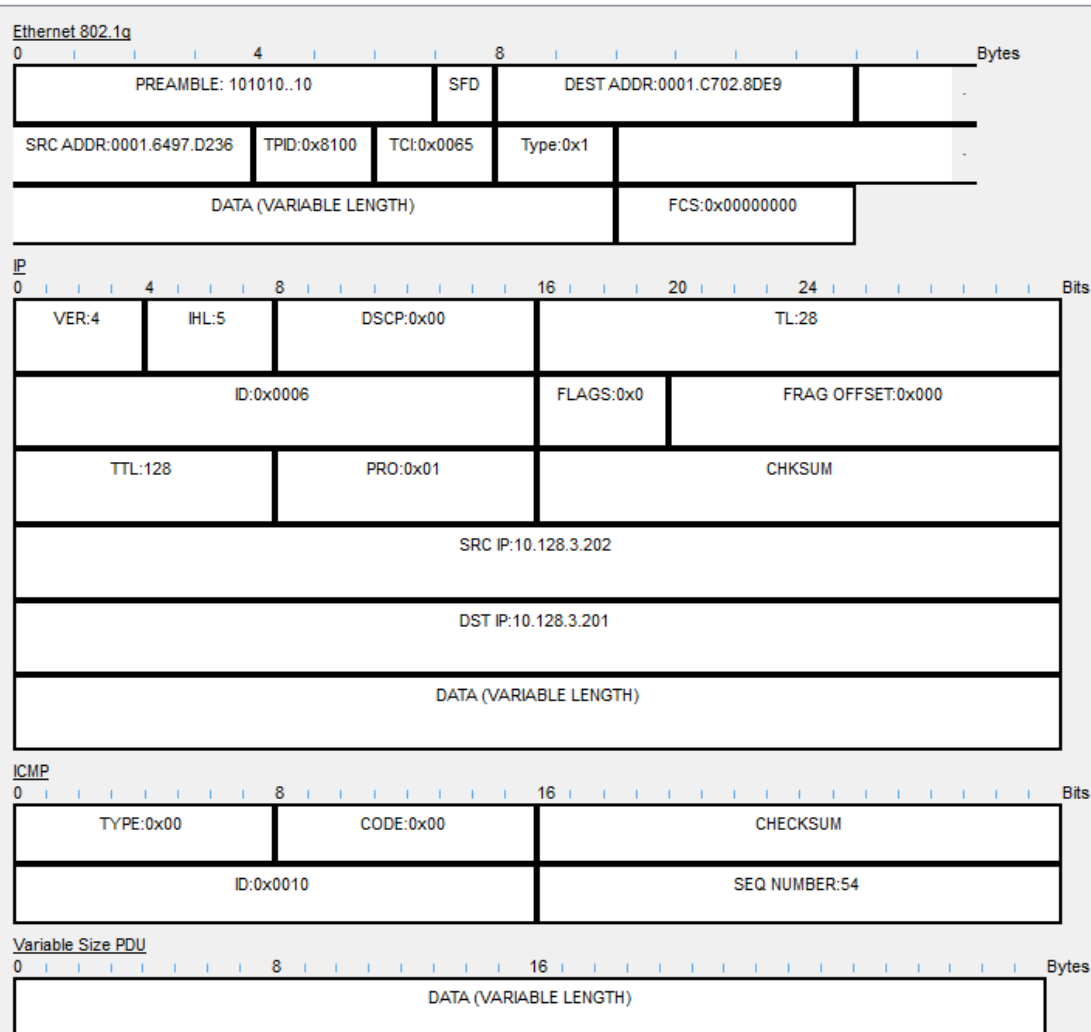 Ethernet 802.1q
0 4 8 Bytes
PREAMBLE: 101010..10 SFD DEST ADDR:0001.C702.8DE9
SRC ADDR:0001.6497.D236 TPID:0x8100 TCI:0x0065 Type:0x1
DATA (VARIABLE LENGTH) FCS:0x00000000
IP
0 4 8 16 20 24 Bits
VER:4 IHL:5 DSCP:0x00 TL:28
ID:0x0006 FLAGS:0x0 FRAG OFFSET:0x000
TTL:128 PRO:0x01 CHKSUM
SRC IP:10.128.3.202
DST IP:10.128.3.201
DATA (VARIABLE LENGTH)
ICMP
0 8 16 Bits
TYPE:0x00 CODE:0x00 CHECKSUM
ID:0x0010 SEQ NUMBER:54
Variable Size PDU
0 8 16 Bytes
DATA (VARIABLE LENGTH)